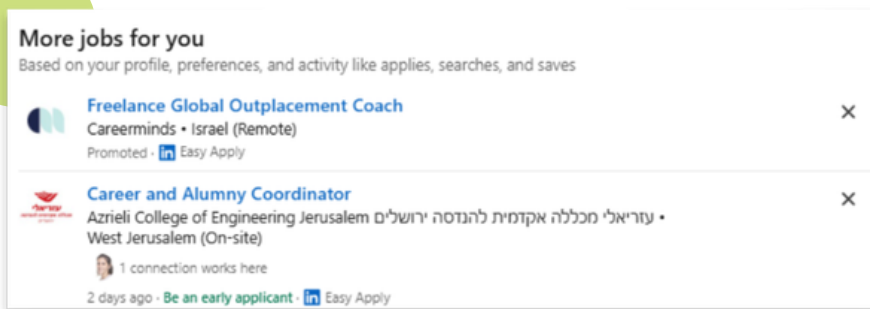 More jobs for you
Based on your profile, preferences, and activity like applies, searches, and saves
Freelance Global Outplacement Coach
Careerminds • Israel (Remote)
Promoted · in Easy Apply
Career and Alumny Coordinator
Azrieli College of Engineering Jerusalem עזריאלי מכללה אקדמית להנדסה ירושלים •
West Jerusalem (On-site)
1 connection works here
2 days ago · Be an early applicant · in Easy Apply